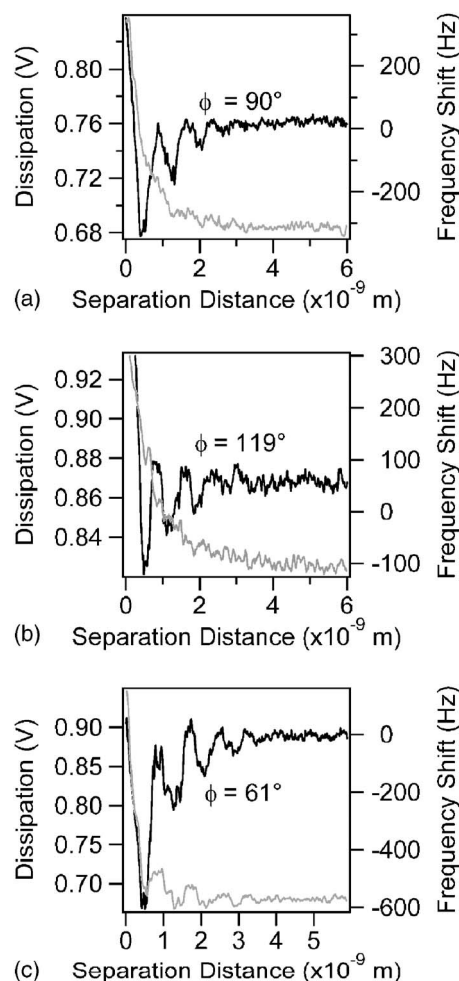 Dissipation (V)
0.80
0.76
0.72
0.68
ϕ = 90°
200
0
-200
Frequency Shift (Hz)
0 2 4 6
(a) Separation Distance (x10⁻⁹ m)
Dissipation (V)
0.92
0.90
0.88
0.86
0.84
ϕ = 119°
300
200
100
0
-100
Frequency Shift (Hz)
0 2 4 6
(b) Separation Distance (x10⁻⁹ m)
Dissipation (V)
0.90
0.85
0.80
0.75
0.70
ϕ = 61°
0
-200
-400
-600
Frequency Shift (Hz)
0 1 2 3 4 5
(c) Separation Distance (x10⁻⁹ m)